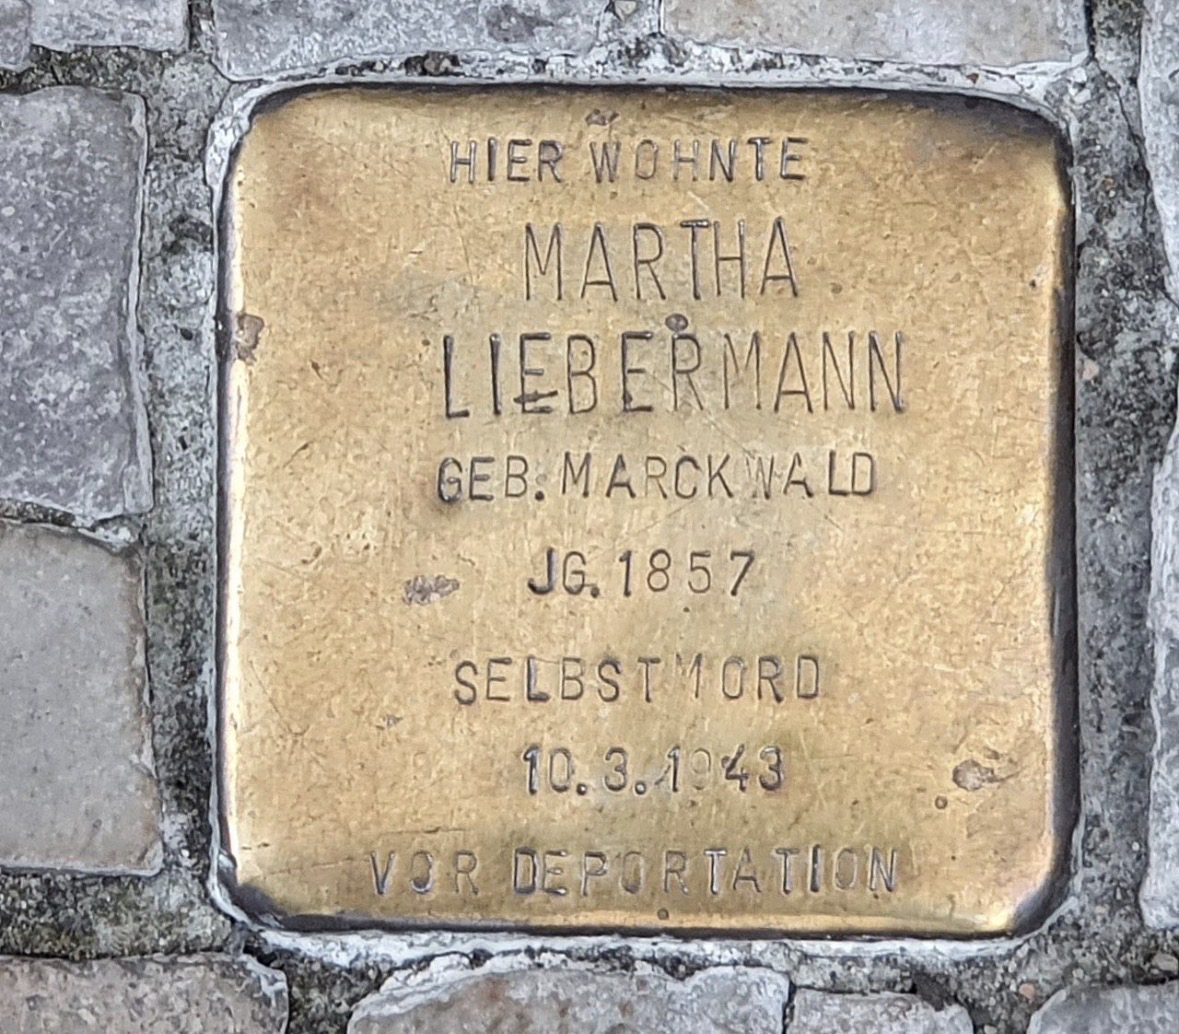 HIER WOHNTE
MARTHA
LIEBERMANN
GEB. MARCKWALD
JG. 1857
SELBSTMORD
10.3.1943
VOR DEPORTATION